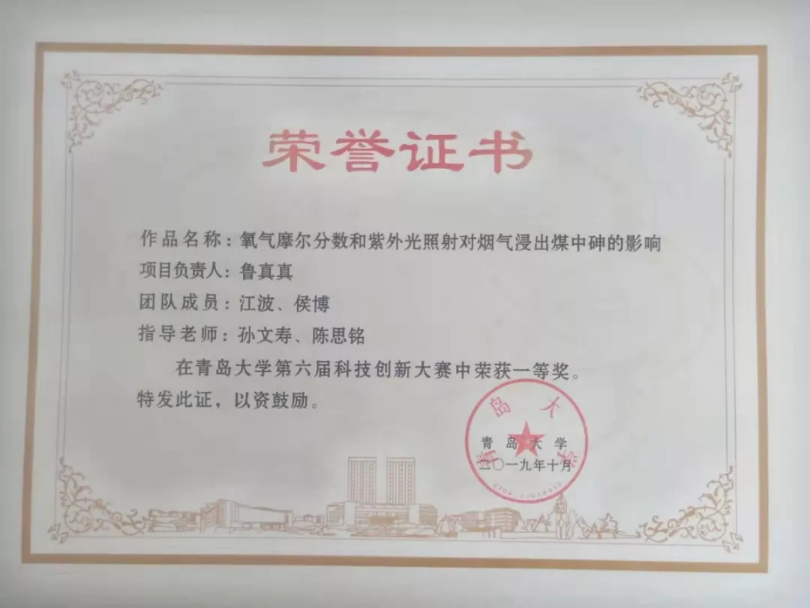 荣誉证书
作品名称：氧气摩尔分数和紫外光照射对烟气浸出煤中砷的影响
项目负责人：鲁真真
团队成员：江波、侯博
指导老师：孙文寿、陈思铭
在青岛大学第六届科技创新大赛中荣获一等奖。
特发此证，以资鼓励。
青岛大学
青岛大学
二〇一九年十月